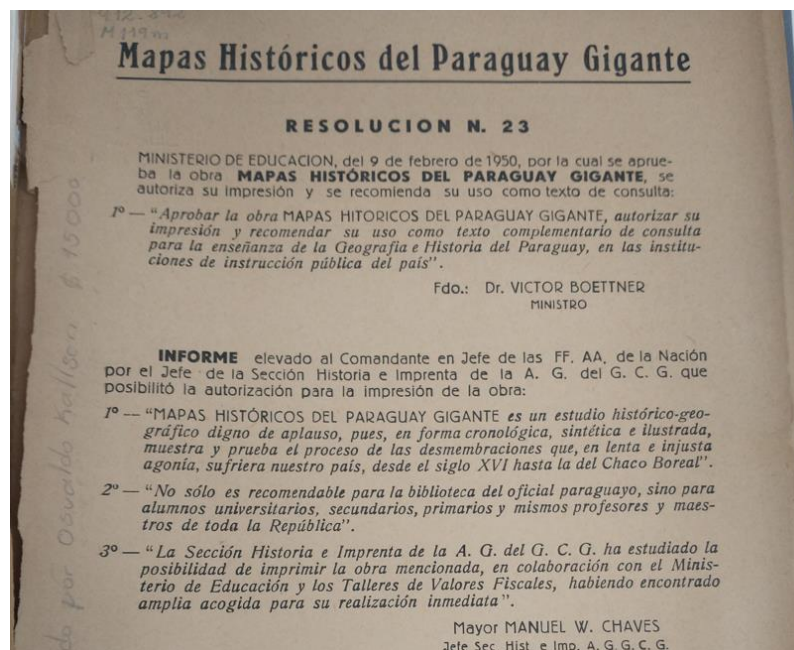 M 119 m
Mapas Históricos del Paraguay Gigante
RESOLUCION N. 23
MINISTERIO DE EDUCACION, del 9 de febrero de 1950, por la cual se aprue-
ba la obra MAPAS HISTÓRICOS DEL PARAGUAY GIGANTE, se
autoriza su impresión y se recomienda su uso como texto de consulta:
1º — "Aprobar la obra MAPAS HITORICOS DEL PARAGUAY GIGANTE, autorizar su
impresión y recomendar su uso como texto complementario de consulta
para la enseñanza de la Geografia e Historia del Paraguay, en las institu-
ciones de instrucción pública del país".
Fdo.: Dr. VICTOR BOETTNER
MINISTRO
INFORME elevado al Comandante en Jefe de las FF. AA, de la Nación
por el Jefe de la Sección Historia e Imprenta de la A. G. del G. C. G. que
posibilitó la autorización para la impresión de la obra:
1º — "MAPAS HISTÓRICOS DEL PARAGUAY GIGANTE es un estudio histórico-geo-
gráfico digno de aplauso, pues, en forma cronológica, sintética e ilustrada,
muestra y prueba el proceso de las desmembraciones que, en lenta e injusta
agonía, sufriera nuestro país, desde el siglo XVI hasta la del Chaco Boreal".
2º — "No sólo es recomendable para la biblioteca del oficial paraguayo, sino para
alumnos universitarios, secundarios, primarios y mismos profesores y maes-
tros de toda la República".
3º — "La Sección Historia e Imprenta de la A. G. del G. C. G. ha estudiado la
posibilidad de imprimir la obra mencionada, en colaboración con el Minis-
terio de Educación y los Talleres de Valores Fiscales, habiendo encontrado
amplia acogida para su realización inmediata".
Mayor MANUEL W. CHAVES
Jefe Sec. Hist. e Imp. A. G. G. C. G.
por Osvaldo Kallsen $ 15000